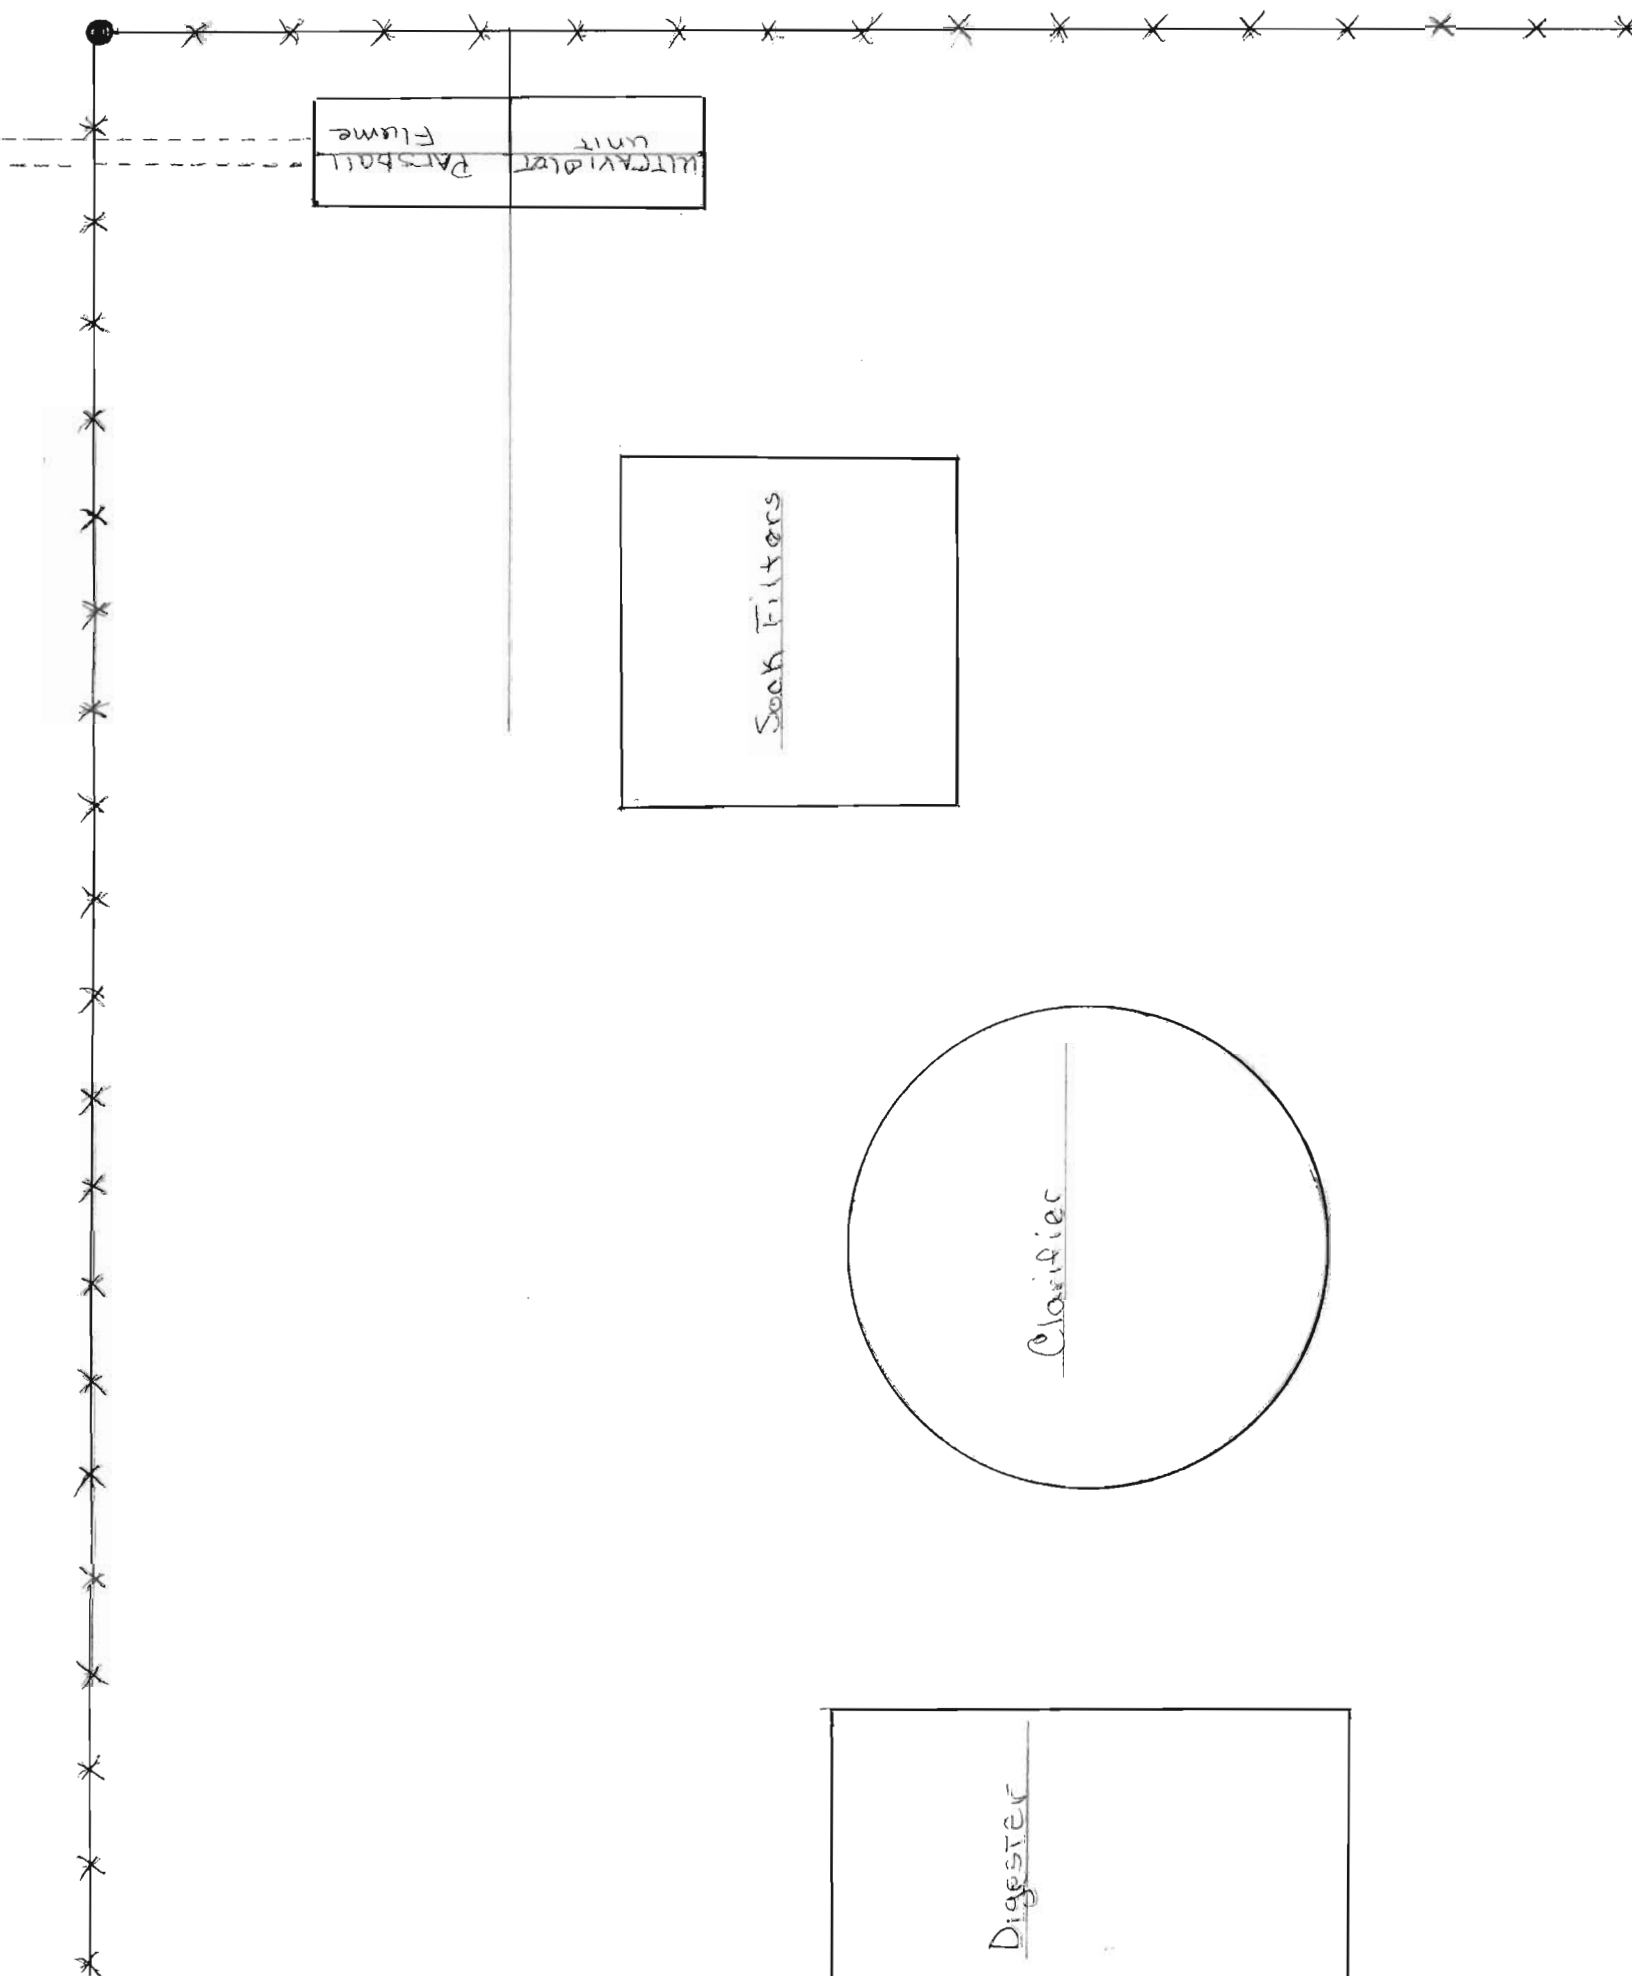 Parshall
Flume
Ultraviolet
Unit
Sock Filters
Clarifier
Digester